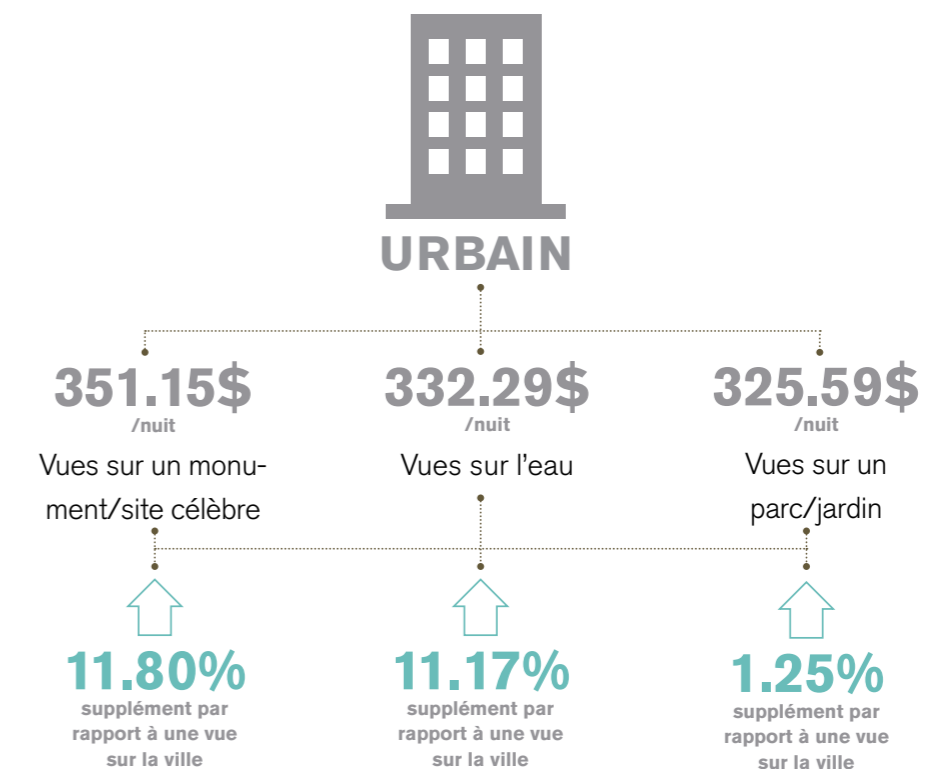 URBAIN
351.15$
/nuit
Vues sur un monu-
ment/site célèbre
332.29$
/nuit
Vues sur l’eau
325.59$
/nuit
Vues sur un
parc/jardin
11.80%
supplément par
rapport à une vue
sur la ville
11.17%
supplément par
rapport à une vue
sur la ville
1.25%
supplément par
rapport à une vue
sur la ville